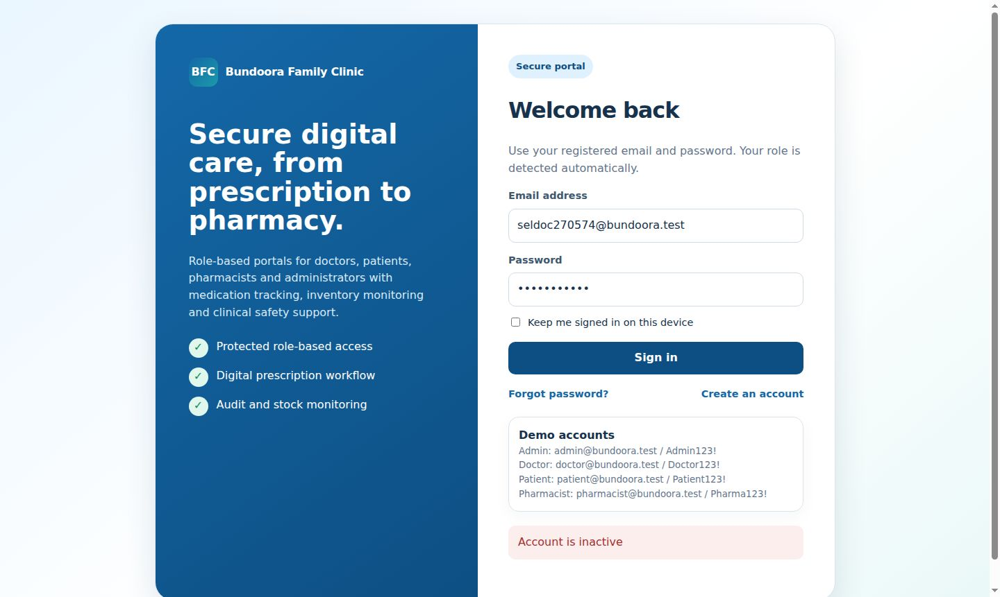 BFC
Bundoora Family Clinic
Secure digital
care, from
prescription to
pharmacy.
Role-based portals for doctors, patients,
pharmacists and administrators with
medication tracking, inventory monitoring
and clinical safety support.
✓ Protected role-based access
✓ Digital prescription workflow
✓ Audit and stock monitoring
Secure portal
Welcome back
Use your registered email and password. Your role is
detected automatically.
Email address
seldoc270574@bundoora.test
Password
•••••••••••
Keep me signed in on this device
Sign in
Forgot password?
Create an account
Demo accounts
Admin: admin@bundoora.test / Admin123!
Doctor: doctor@bundoora.test / Doctor123!
Patient: patient@bundoora.test / Patient123!
Pharmacist: pharmacist@bundoora.test / Pharma123!
Account is inactive